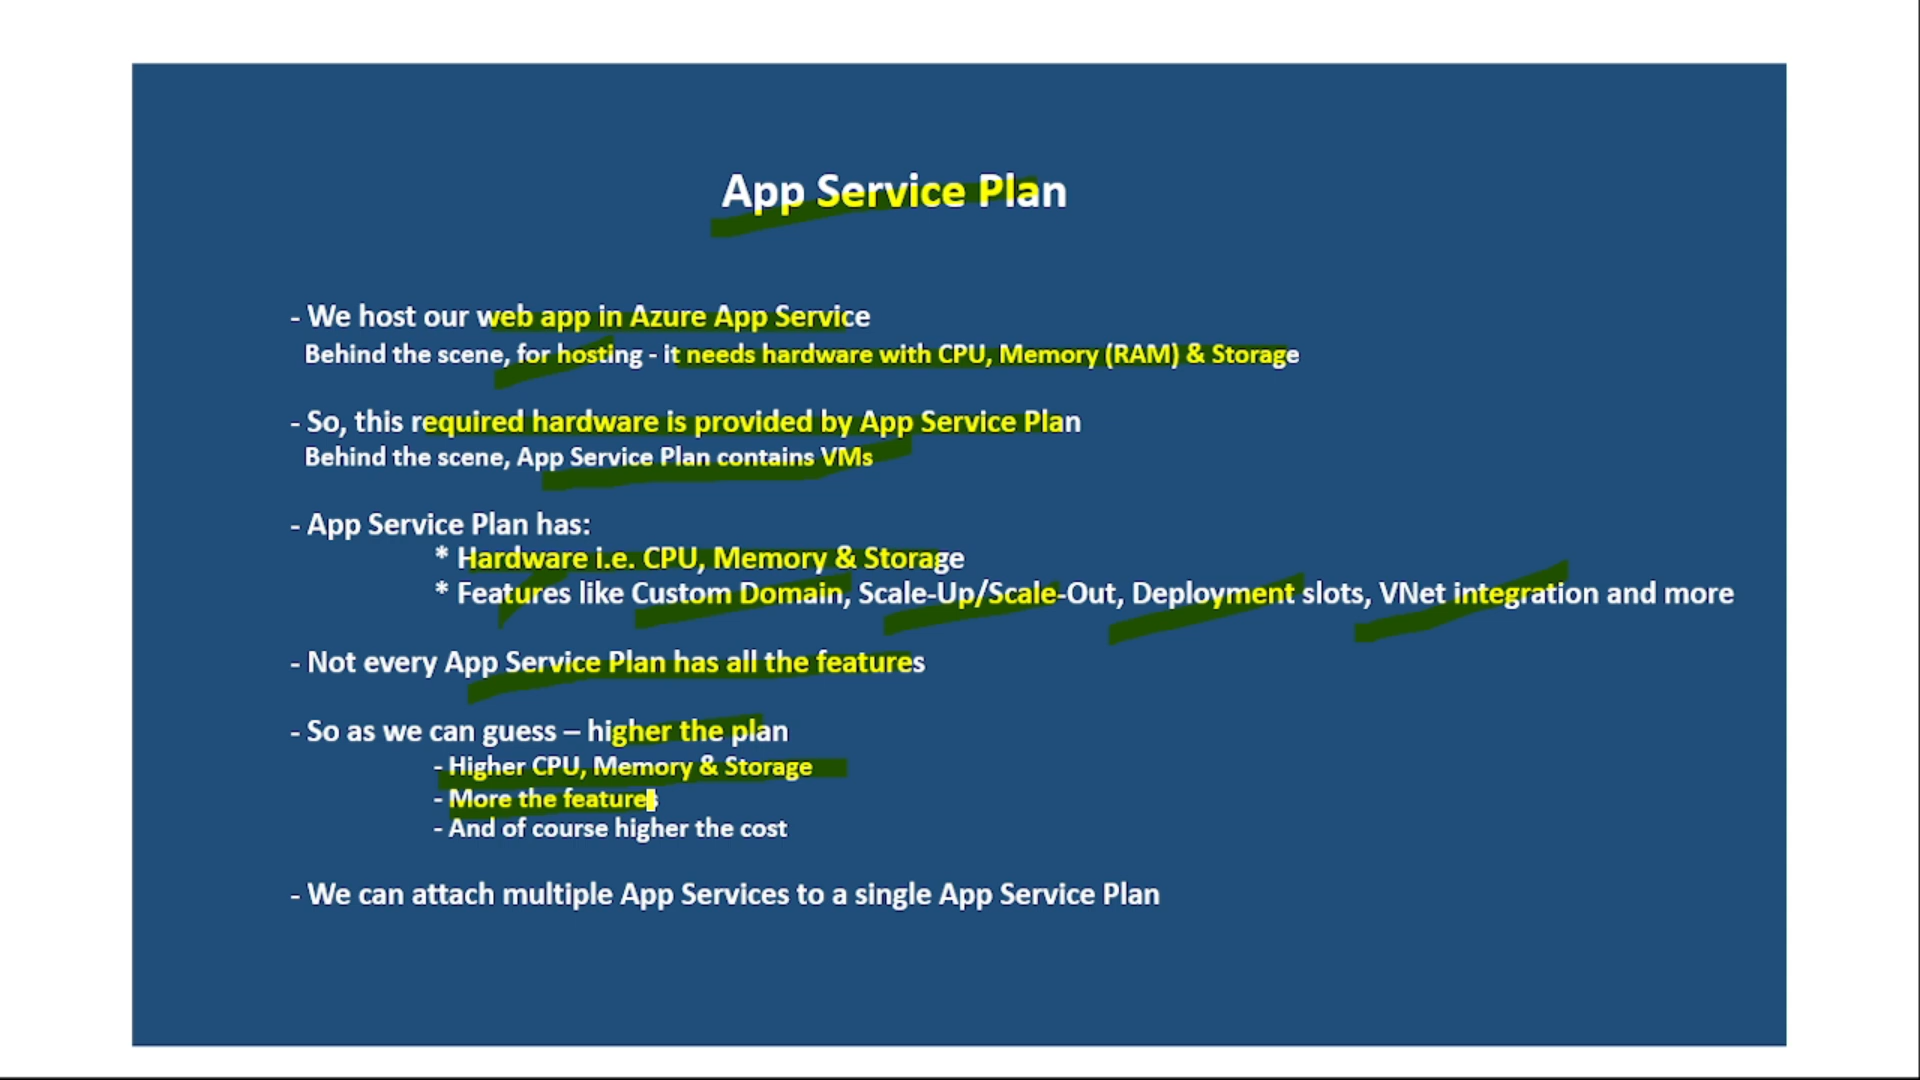 App Service Plan
- We host our web app in Azure App Service
Behind the scene, for hosting - it needs hardware with CPU, Memory (RAM) & Storage
- So, this required hardware is provided by App Service Plan
Behind the scene, App Service Plan contains VMs
- App Service Plan has:
* Hardware i.e. CPU, Memory & Storage
* Features like Custom Domain, Scale-Up/Scale-Out, Deployment slots, VNet integration and more
- Not every App Service Plan has all the features
- So as we can guess – higher the plan
- Higher CPU, Memory & Storage
- More the features
- And of course higher the cost
- We can attach multiple App Services to a single App Service Plan